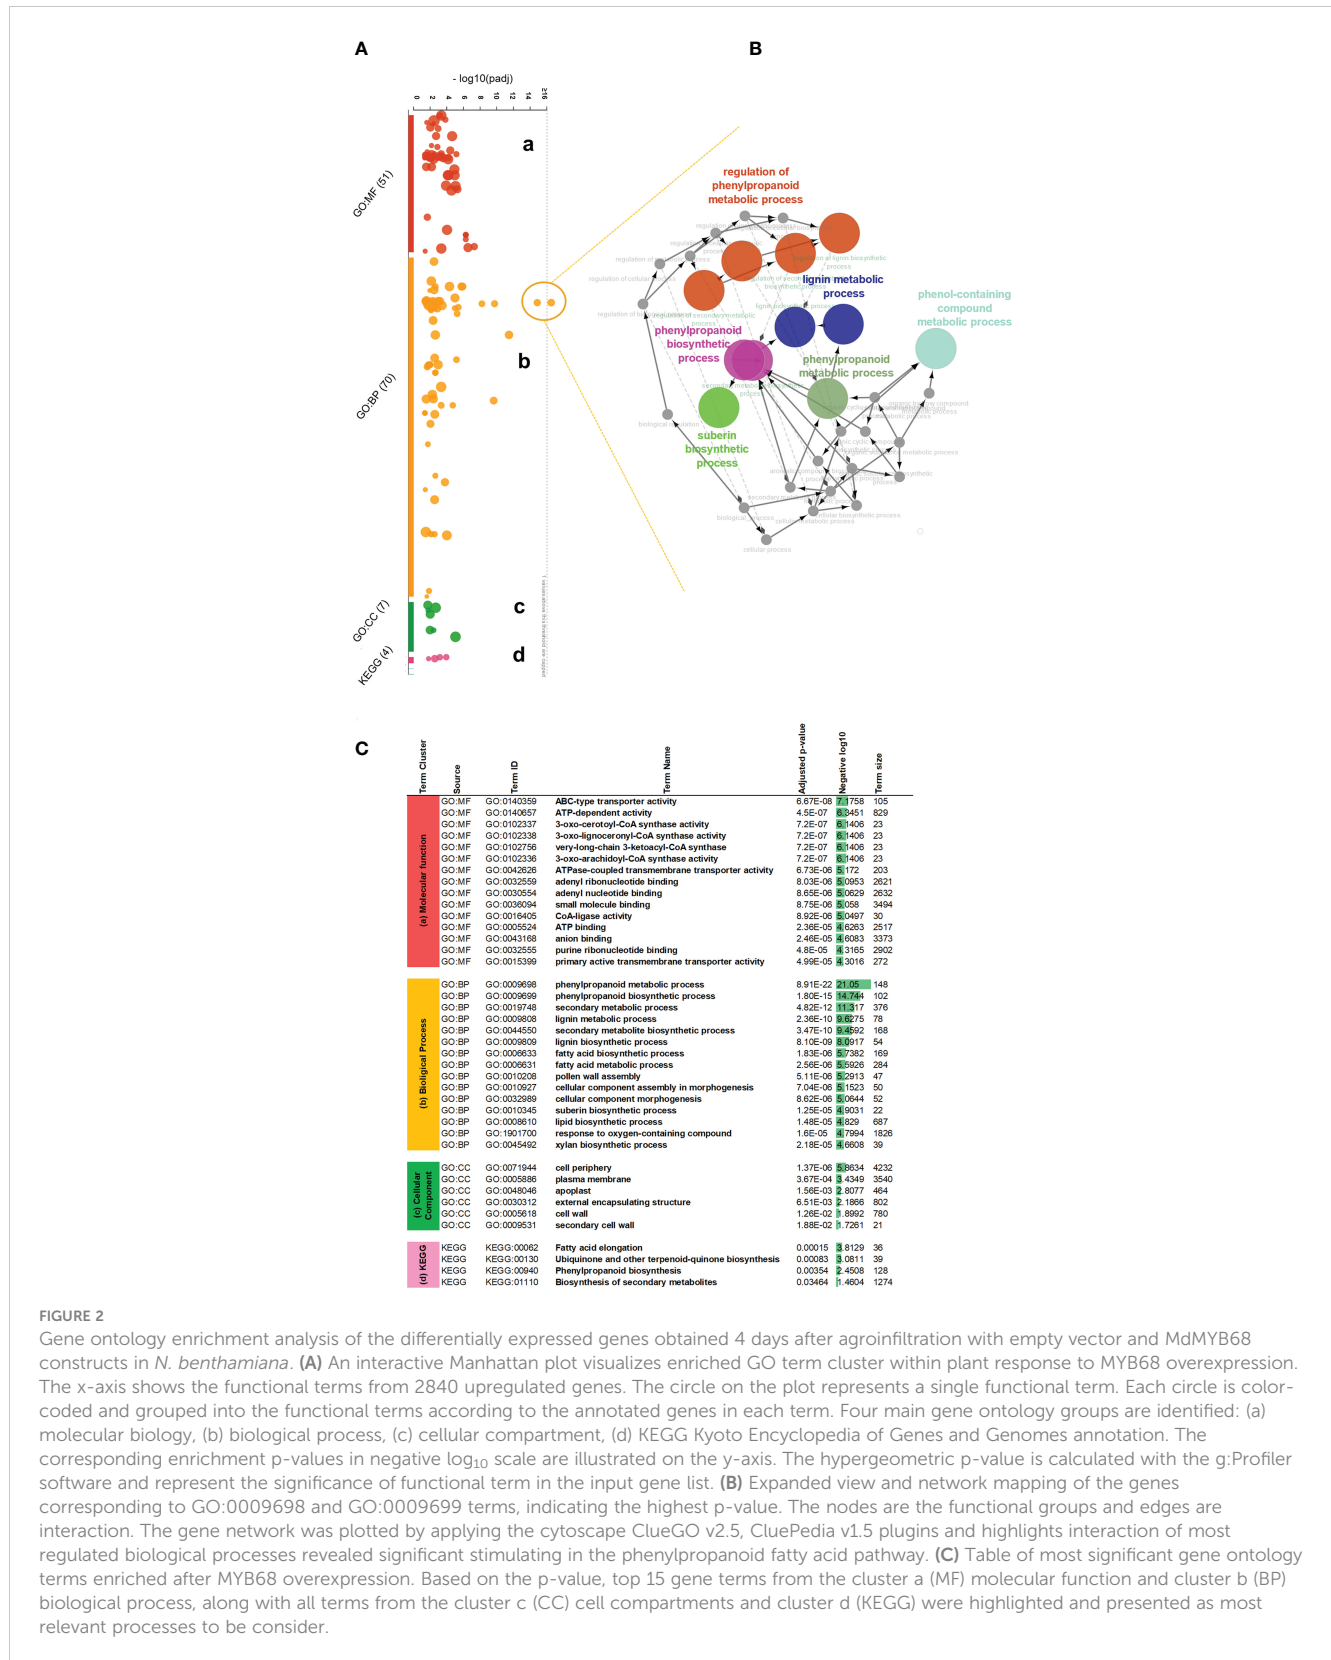 A
B
- log10(padj)
0 2 4 6 8 10 12 14 ≥16
GO:MF (51)
GO:BP (70)
GO:CC (7)
KEGG (4)
a
b
c
d
values above this threshold are capped
regulation of
phenylpropanoid
metabolic process
lignin metabolic
process
phenol-containing
compound
metabolic process
phenylpropanoid
biosynthetic
process
phenylpropanoid
metabolic process
suberin
biosynthetic
process
regulation of cellular process
biological regulation
biological_process
cellular process
cellular metabolic process
cellular biosynthetic process
C
Term Cluster Source Term ID Term Name Adjusted p-value Negative log10 Term size
(a) Molecular function
GO:MF GO:0140359 ABC-type transporter activity 6.67E-08 7.1758 105
GO:MF GO:0140657 ATP-dependent activity 4.5E-07 6.3451 829
GO:MF GO:0102337 3-oxo-cerotoyl-CoA synthase activity 7.2E-07 6.1406 23
GO:MF GO:0102338 3-oxo-lignoceronyl-CoA synthase activity 7.2E-07 6.1406 23
GO:MF GO:0102756 very-long-chain 3-ketoacyl-CoA synthase 7.2E-07 6.1406 23
GO:MF GO:0102336 3-oxo-arachidoyl-CoA synthase activity 7.2E-07 6.1406 23
GO:MF GO:0042626 ATPase-coupled transmembrane transporter activity 6.73E-06 5.172 203
GO:MF GO:0032559 adenyl ribonucleotide binding 8.03E-06 5.0953 2621
GO:MF GO:0030554 adenyl nucleotide binding 8.65E-06 5.0629 2632
GO:MF GO:0036094 small molecule binding 8.75E-06 5.058 3494
GO:MF GO:0016405 CoA-ligase activity 8.92E-06 5.0497 30
GO:MF GO:0005524 ATP binding 2.36E-05 4.6263 2517
GO:MF GO:0043168 anion binding 2.46E-05 4.6083 3373
GO:MF GO:0032555 purine ribonucleotide binding 4.8E-05 4.3165 2902
GO:MF GO:0015399 primary active transmembrane transporter activity 4.99E-05 4.3016 272
(b) Bioligical Process
GO:BP GO:0009698 phenylpropanoid metabolic process 8.91E-22 21.05 148
GO:BP GO:0009699 phenylpropanoid biosynthetic process 1.80E-15 14.744 102
GO:BP GO:0019748 secondary metabolic process 4.82E-12 11.317 376
GO:BP GO:0009808 lignin metabolic process 2.36E-10 9.6275 78
GO:BP GO:0044550 secondary metabolite biosynthetic process 3.47E-10 9.4592 168
GO:BP GO:0009809 lignin biosynthetic process 8.10E-09 8.0917 54
GO:BP GO:0006633 fatty acid biosynthetic process 1.83E-06 5.7382 169
GO:BP GO:0006631 fatty acid metabolic process 2.56E-06 5.5926 284
GO:BP GO:0010208 pollen wall assembly 5.11E-06 5.2913 47
GO:BP GO:0010927 cellular component assembly in morphogenesis 7.04E-06 5.1523 50
GO:BP GO:0032989 cellular component morphogenesis 8.62E-06 5.0644 52
GO:BP GO:0010345 suberin biosynthetic process 1.25E-05 4.9031 22
GO:BP GO:0008610 lipid biosynthetic process 1.48E-05 4.829 687
GO:BP GO:1901700 response to oxygen-containing compound 1.6E-05 4.7994 1826
GO:BP GO:0045492 xylan biosynthetic process 2.18E-05 4.6608 39
(c) Cellular Component
GO:CC GO:0071944 cell periphery 1.37E-06 5.8634 4232
GO:CC GO:0005886 plasma membrane 3.67E-04 3.4349 3540
GO:CC GO:0048046 apoplast 1.56E-03 2.8077 464
GO:CC GO:0030312 external encapsulating structure 6.51E-03 2.1866 802
GO:CC GO:0005618 cell wall 1.26E-02 1.8992 780
GO:CC GO:0009531 secondary cell wall 1.88E-02 1.7261 21
(d) KEGG
KEGG KEGG:00062 Fatty acid elongation 0.00015 3.8129 36
KEGG KEGG:00130 Ubiquinone and other terpenoid-quinone biosynthesis 0.00083 3.0811 39
KEGG KEGG:00940 Phenylpropanoid biosynthesis 0.00354 2.4508 128
KEGG KEGG:01110 Biosynthesis of secondary metabolites 0.03464 1.4604 1274
FIGURE 2
Gene ontology enrichment analysis of the differentially expressed genes obtained 4 days after agroinfiltration with empty vector and MdMYB68
constructs in N. benthamiana. (A) An interactive Manhattan plot visualizes enriched GO term cluster within plant response to MYB68 overexpression.
The x-axis shows the functional terms from 2840 upregulated genes. The circle on the plot represents a single functional term. Each circle is color-
coded and grouped into the functional terms according to the annotated genes in each term. Four main gene ontology groups are identified: (a)
molecular biology, (b) biological process, (c) cellular compartment, (d) KEGG Kyoto Encyclopedia of Genes and Genomes annotation. The
corresponding enrichment p-values in negative log10 scale are illustrated on the y-axis. The hypergeometric p-value is calculated with the g:Profiler
software and represent the significance of functional term in the input gene list. (B) Expanded view and network mapping of the genes
corresponding to GO:0009698 and GO:0009699 terms, indicating the highest p-value. The nodes are the functional groups and edges are
interaction. The gene network was plotted by applying the cytoscape ClueGO v2.5, CluePedia v1.5 plugins and highlights interaction of most
regulated biological processes revealed significant stimulating in the phenylpropanoid fatty acid pathway. (C) Table of most significant gene ontology
terms enriched after MYB68 overexpression. Based on the p-value, top 15 gene terms from the cluster a (MF) molecular function and cluster b (BP)
biological process, along with all terms from the cluster c (CC) cell compartments and cluster d (KEGG) were highlighted and presented as most
relevant processes to be consider.